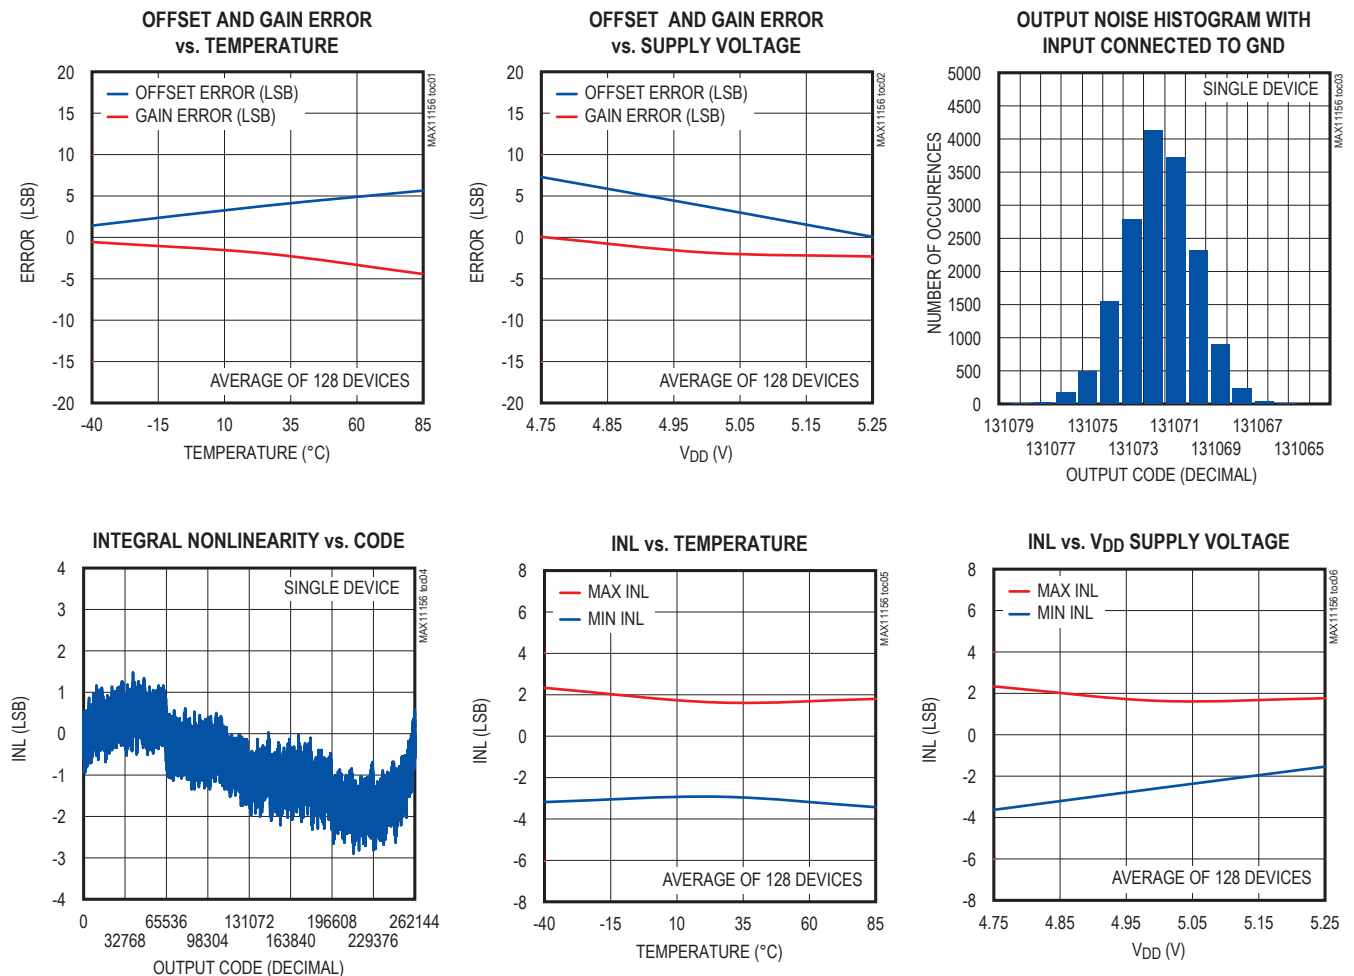 OFFSET AND GAIN ERROR
vs. TEMPERATURE
20
15
10
5
0
-5
-10
-15
-20
ERROR (LSB)
OFFSET ERROR (LSB)
GAIN ERROR (LSB)
MAX11156 toc01
AVERAGE OF 128 DEVICES
-40 -15 10 35 60 85
TEMPERATURE (°C)
OFFSET AND GAIN ERROR
vs. SUPPLY VOLTAGE
20
15
10
5
0
-5
-10
-15
-20
ERROR (LSB)
OFFSET ERROR (LSB)
GAIN ERROR (LSB)
MAX11156 toc02
AVERAGE OF 128 DEVICES
4.75 4.85 4.95 5.05 5.15 5.25
VDD (V)
OUTPUT NOISE HISTOGRAM WITH
INPUT CONNECTED TO GND
5000
4500
4000
3500
3000
2500
2000
1500
1000
500
0
NUMBER OF OCCURENCES
SINGLE DEVICE
MAX11156 toc03
131079 131075 131071 131067
131077 131073 131069 131065
OUTPUT CODE (DECIMAL)
INTEGRAL NONLINEARITY vs. CODE
4
3
2
1
0
-1
-2
-3
-4
INL (LSB)
SINGLE DEVICE
MAX11156 toc04
0 65536 131072 196608 262144
32768 98304 163840 229376
OUTPUT CODE (DECIMAL)
INL vs. TEMPERATURE
8
6
4
2
0
-2
-4
-6
-8
INL (LSB)
MAX INL
MIN INL
MAX11156 toc05
AVERAGE OF 128 DEVICES
-40 -15 10 35 60 85
TEMPERATURE (°C)
INL vs. VDD SUPPLY VOLTAGE
8
6
4
2
0
-2
-4
-6
-8
INL (LSB)
MAX INL
MIN INL
MAX11156 toc06
AVERAGE OF 128 DEVICES
4.75 4.85 4.95 5.05 5.15 5.25
VDD (V)